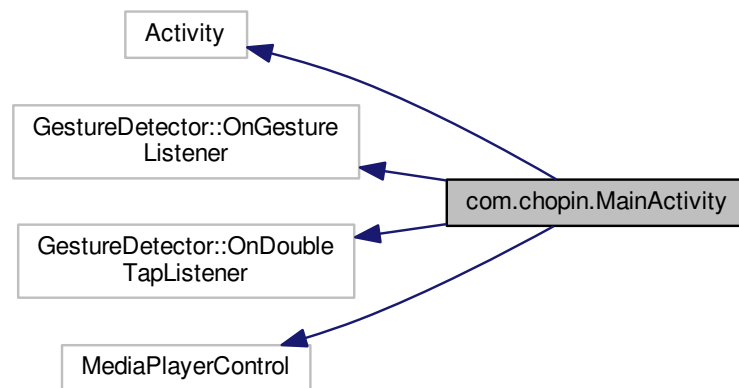 Activity
GestureDetector::OnGesture
Listener
com.chopin.MainActivity
GestureDetector::OnDouble
TapListener
MediaPlayerControl